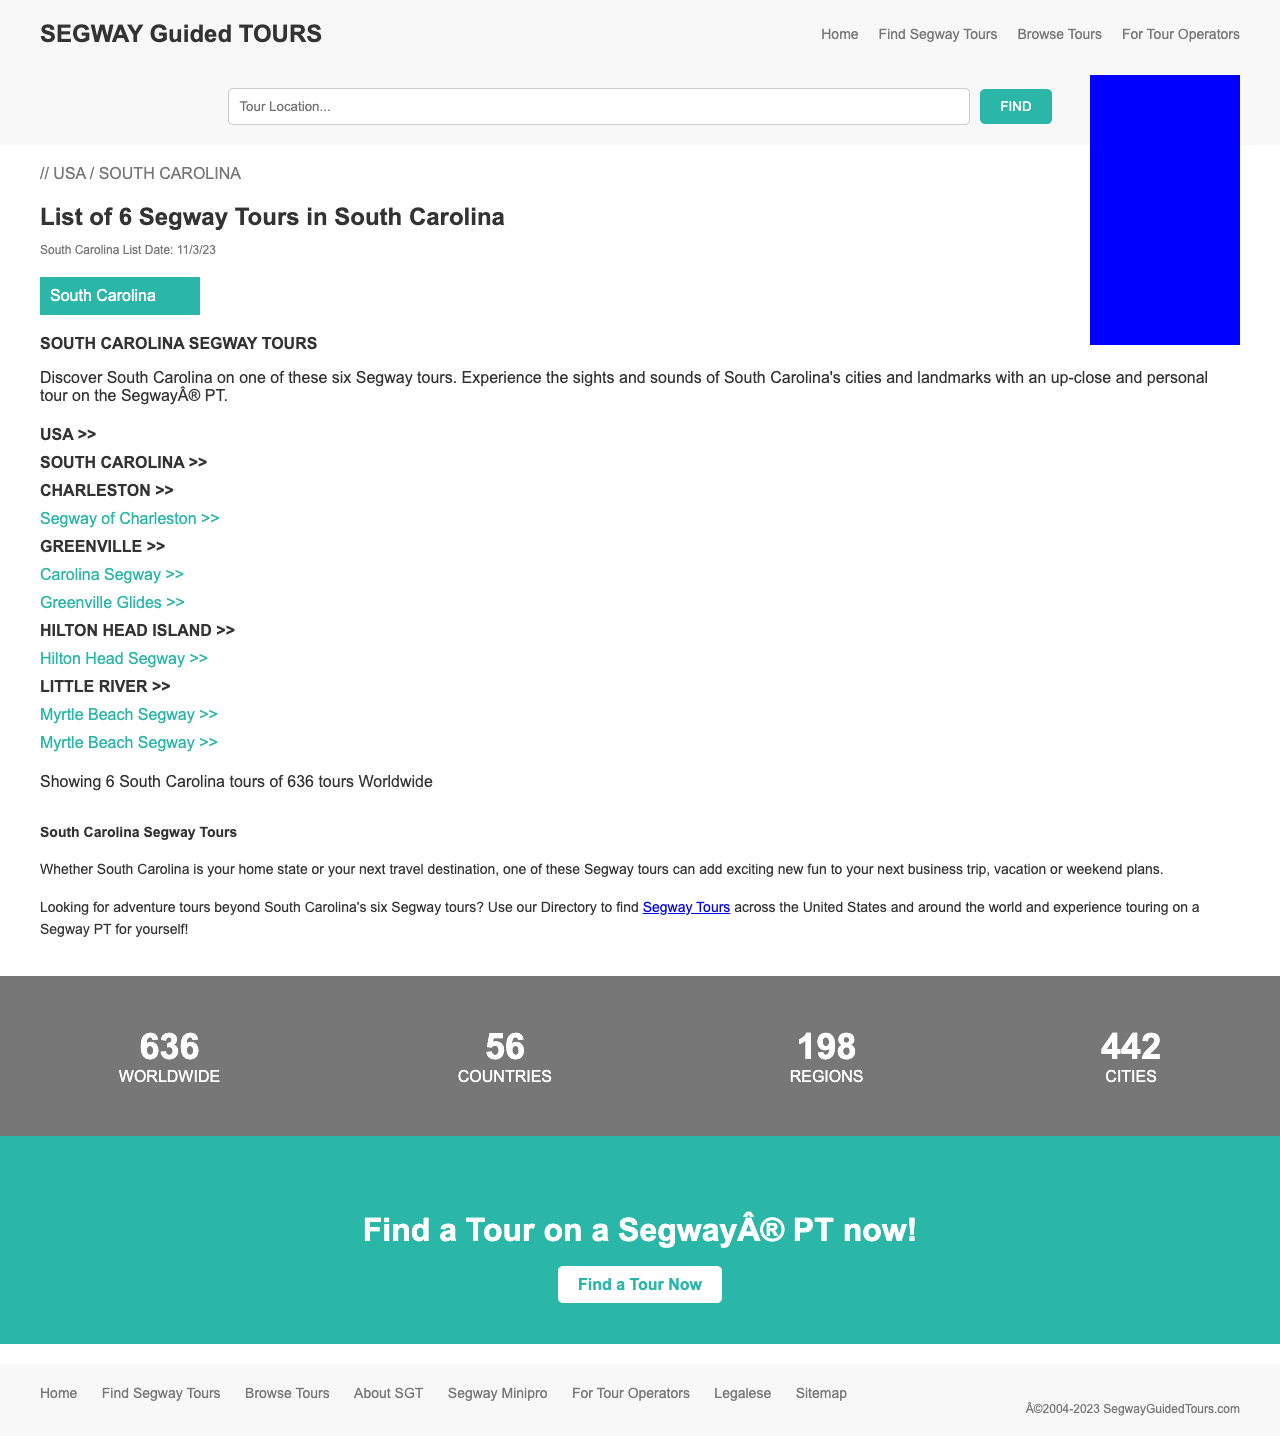 SEGWAY Guided TOURS
Home Find Segway Tours Browse Tours For Tour Operators
Tour Location...
FIND
// USA / SOUTH CAROLINA
List of 6 Segway Tours in South Carolina
South Carolina List Date: 11/3/23
South Carolina
SOUTH CAROLINA SEGWAY TOURS
Discover South Carolina on one of these six Segway tours. Experience the sights and sounds of South Carolina's cities and landmarks with an up-close and personal
tour on the SegwayÂ® PT.
USA >>
SOUTH CAROLINA >>
CHARLESTON >>
Segway of Charleston >>
GREENVILLE >>
Carolina Segway >>
Greenville Glides >>
HILTON HEAD ISLAND >>
Hilton Head Segway >>
LITTLE RIVER >>
Myrtle Beach Segway >>
Myrtle Beach Segway >>
Showing 6 South Carolina tours of 636 tours Worldwide
South Carolina Segway Tours
Whether South Carolina is your home state or your next travel destination, one of these Segway tours can add exciting new fun to your next business trip, vacation or weekend plans.
Looking for adventure tours beyond South Carolina's six Segway tours? Use our Directory to find Segway Tours across the United States and around the world and experience touring on a
Segway PT for yourself!
636 56 198 442
WORLDWIDE COUNTRIES REGIONS CITIES
Find a Tour on a SegwayÂ® PT now!
Find a Tour Now
Home Find Segway Tours Browse Tours About SGT Segway Minipro For Tour Operators Legalese Sitemap
Â©2004-2023 SegwayGuidedTours.com